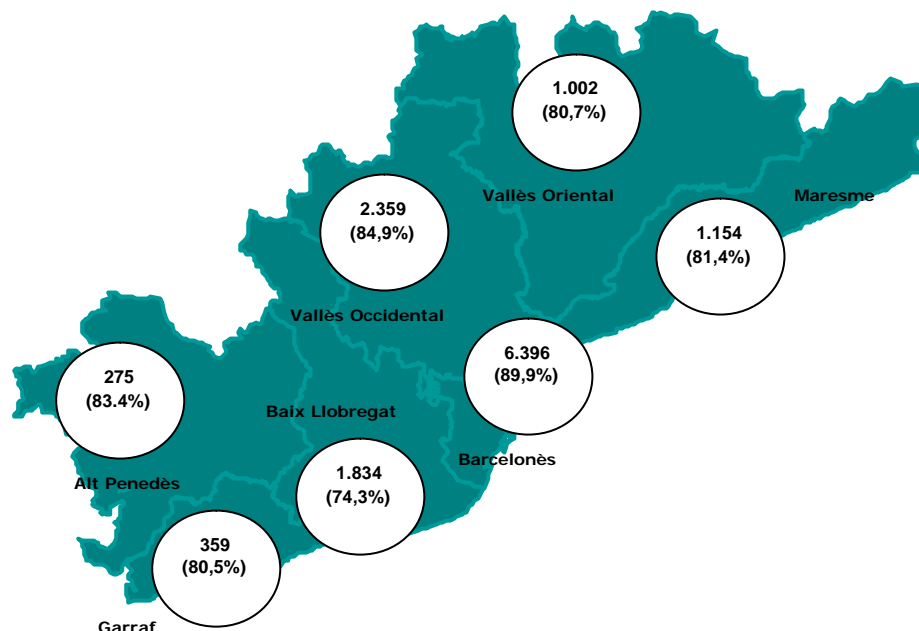 1.002
(80,7%)
Vallès Oriental
Maresme
2.359
(84,9%)
1.154
(81,4%)
Vallès Occidental
6.396
(89,9%)
275
(83.4%)
Baix Llobregat
Barcelonès
Alt Penedès
1.834
(74,3%)
359
(80,5%)
Garraf